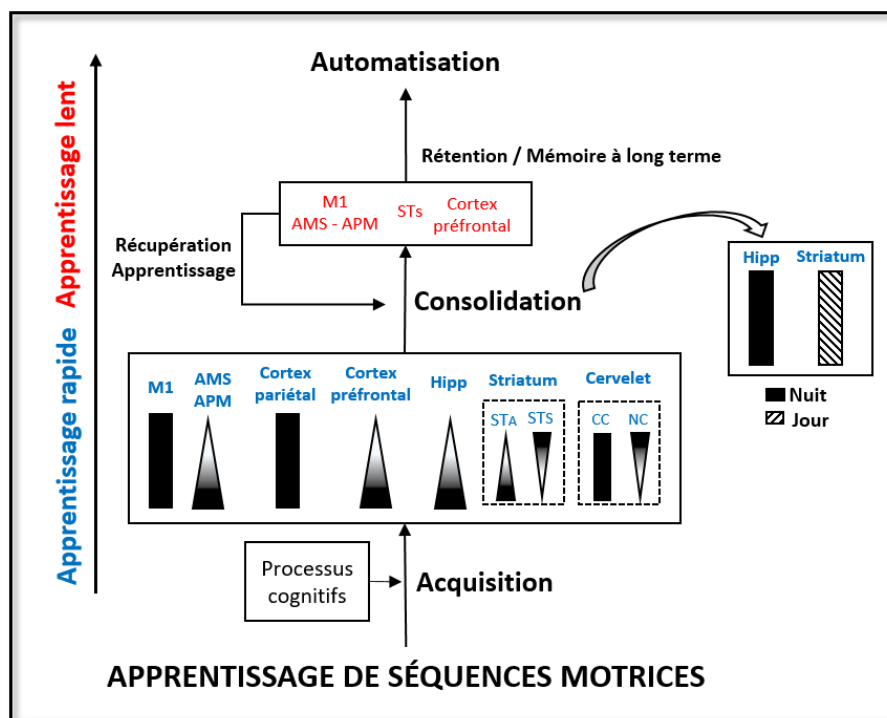 Automatisation
Rétention / Mémoire à long terme
M1
AMS - APM
STs
Cortex
préfrontal
Récupération
Apprentissage
Consolidation
Hipp
Striatum
Nuit
Jour
M1
AMS
APM
Cortex
pariétal
Cortex
préfrontal
Hipp
Striatum
STA
STS
Cervelet
CC
NC
Processus
cognitifs
Acquisition
APPRENTISSAGE DE SÉQUENCES MOTRICES
Apprentissage rapide
Apprentissage lent